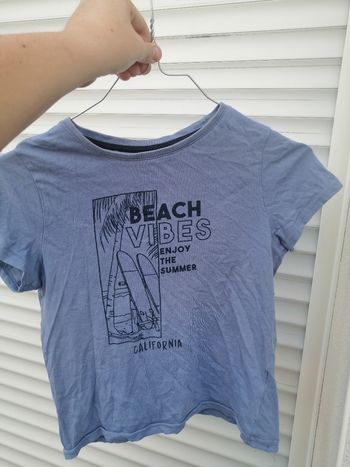 BEACH
VIBES
ENJOY
THE
SUMMER
CALIFORNIA